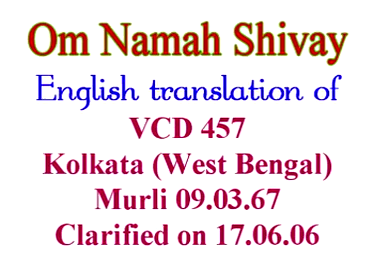 Om Namah Shivay
English translation of
VCD 457
Kolkata (West Bengal)
Murli 09.03.67
Clarified on 17.06.06